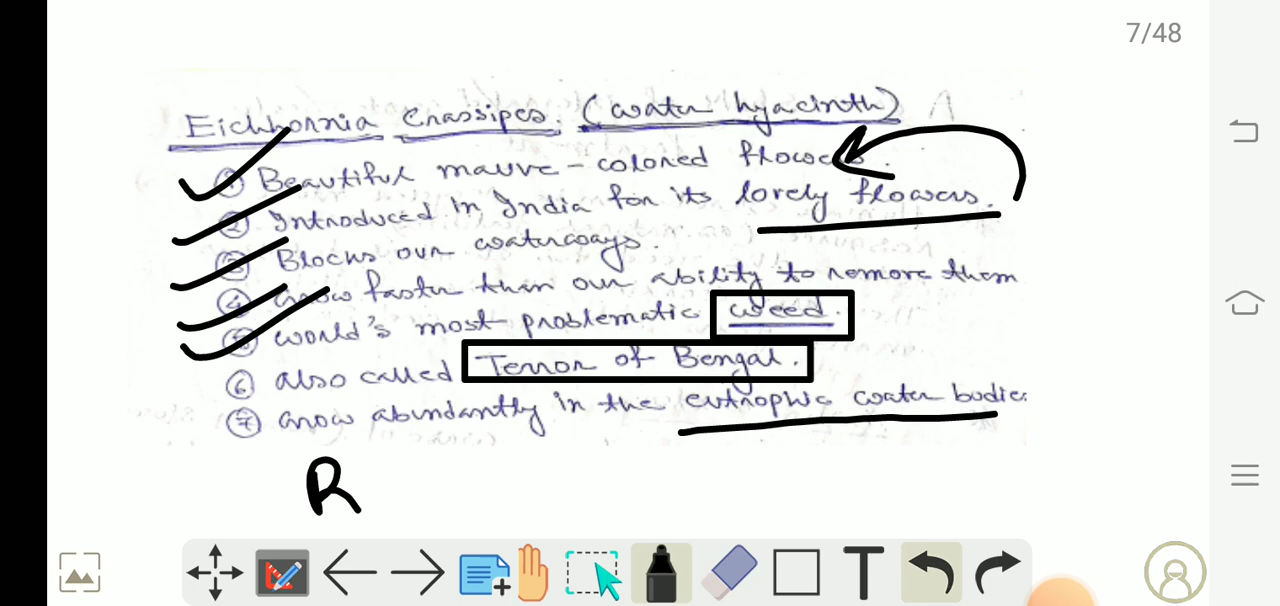 7/48
Eichhornia Crassipes. (water hyacinth)
① Beautiful mauve-colored flowers.
② Introduced in India for its lovely flowers.
③ Blocks our waterways.
④ Grow faster than our ability to remove them
⑤ world's most problematic weed.
⑥ also called Terror of Bengal.
⑦ Grow abundantly in the eutrophic water bodies
R
T